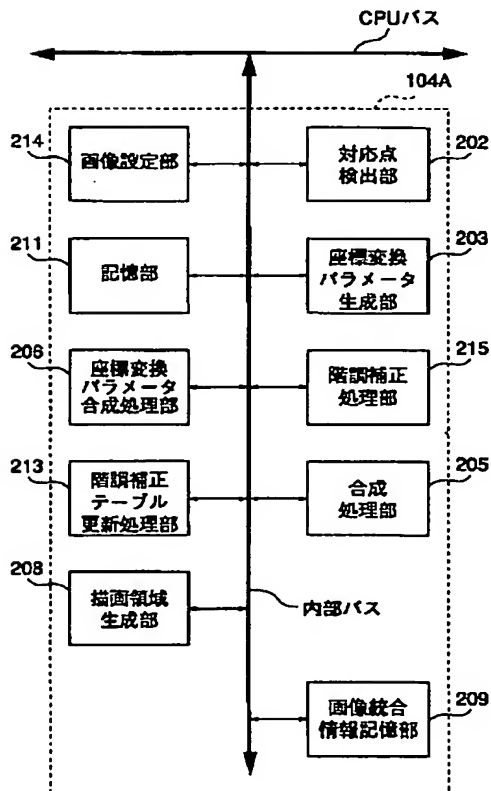 CPUバス
104A
214
画像設定部
対応点
検出部
202
211
記憶部
座標変換
パラメータ
生成部
203
206
座標変換
パラメータ
合成処理部
階調補正
処理部
215
213
階調補正
テーブル
更新処理部
合成
処理部
205
208
描画領域
生成部
内部バス
画像統合
情報記憶部
209